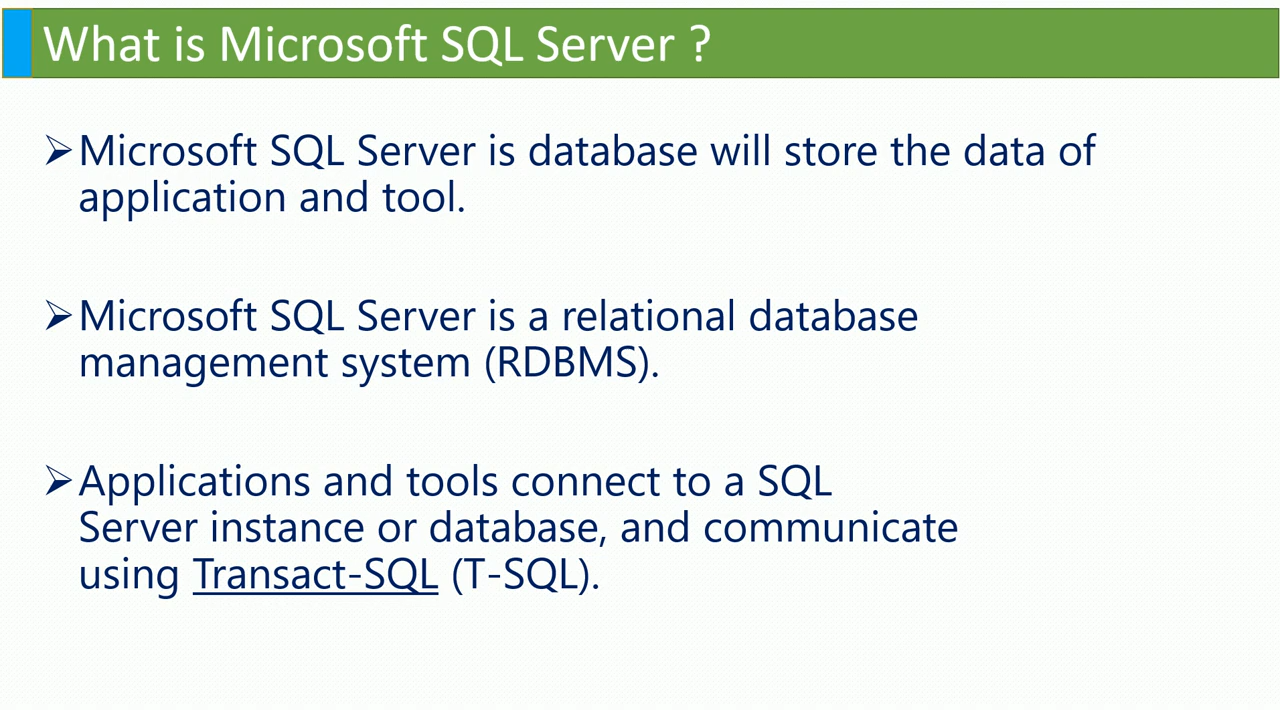 What is Microsoft SQL Server ?
➢Microsoft SQL Server is database will store the data of
application and tool.
➢Microsoft SQL Server is a relational database
management system (RDBMS).
➢Applications and tools connect to a SQL
Server instance or database, and communicate
using Transact-SQL (T-SQL).